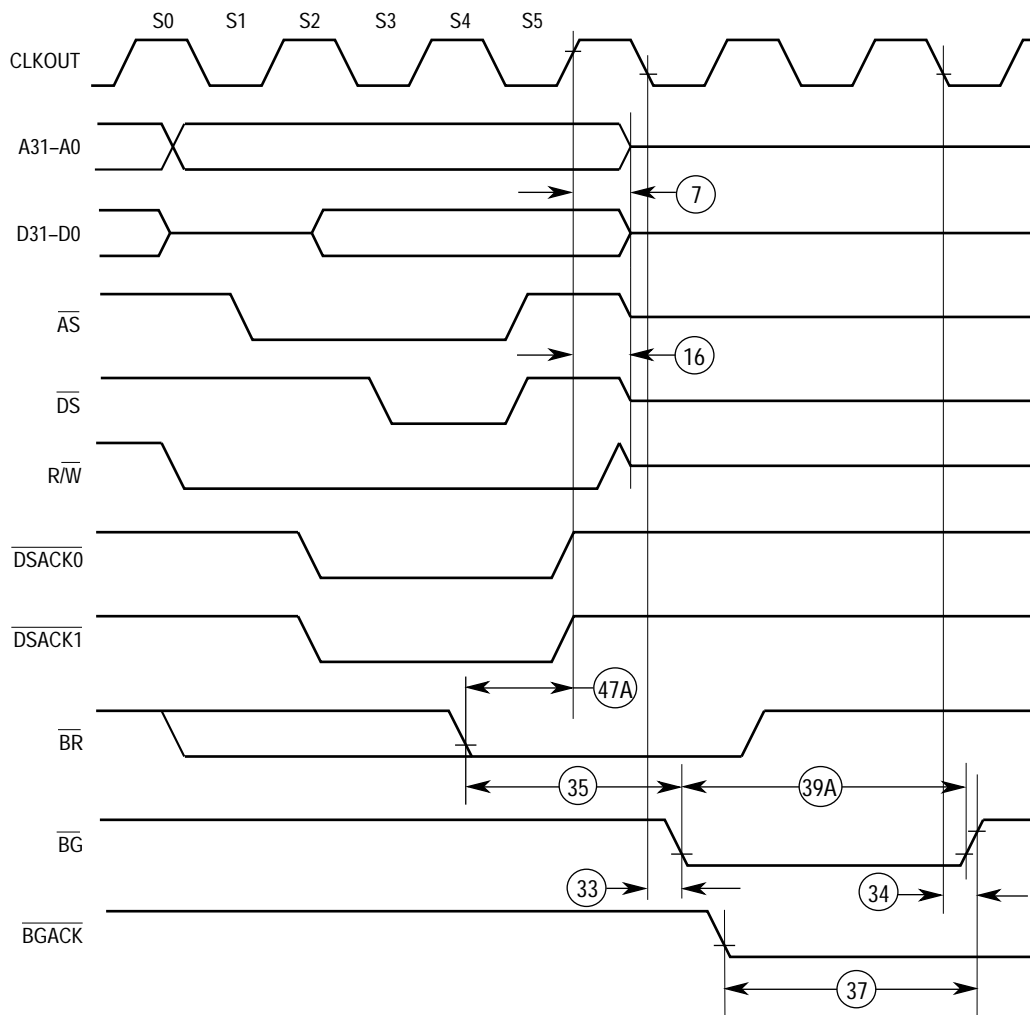 S0 S1 S2 S3 S4 S5
CLKOUT
A31–A0
7
D31–D0
AS
16
DS
R/W
DSACK0
DSACK1
47A
BR
35
39A
BG
33
34
BGACK
37